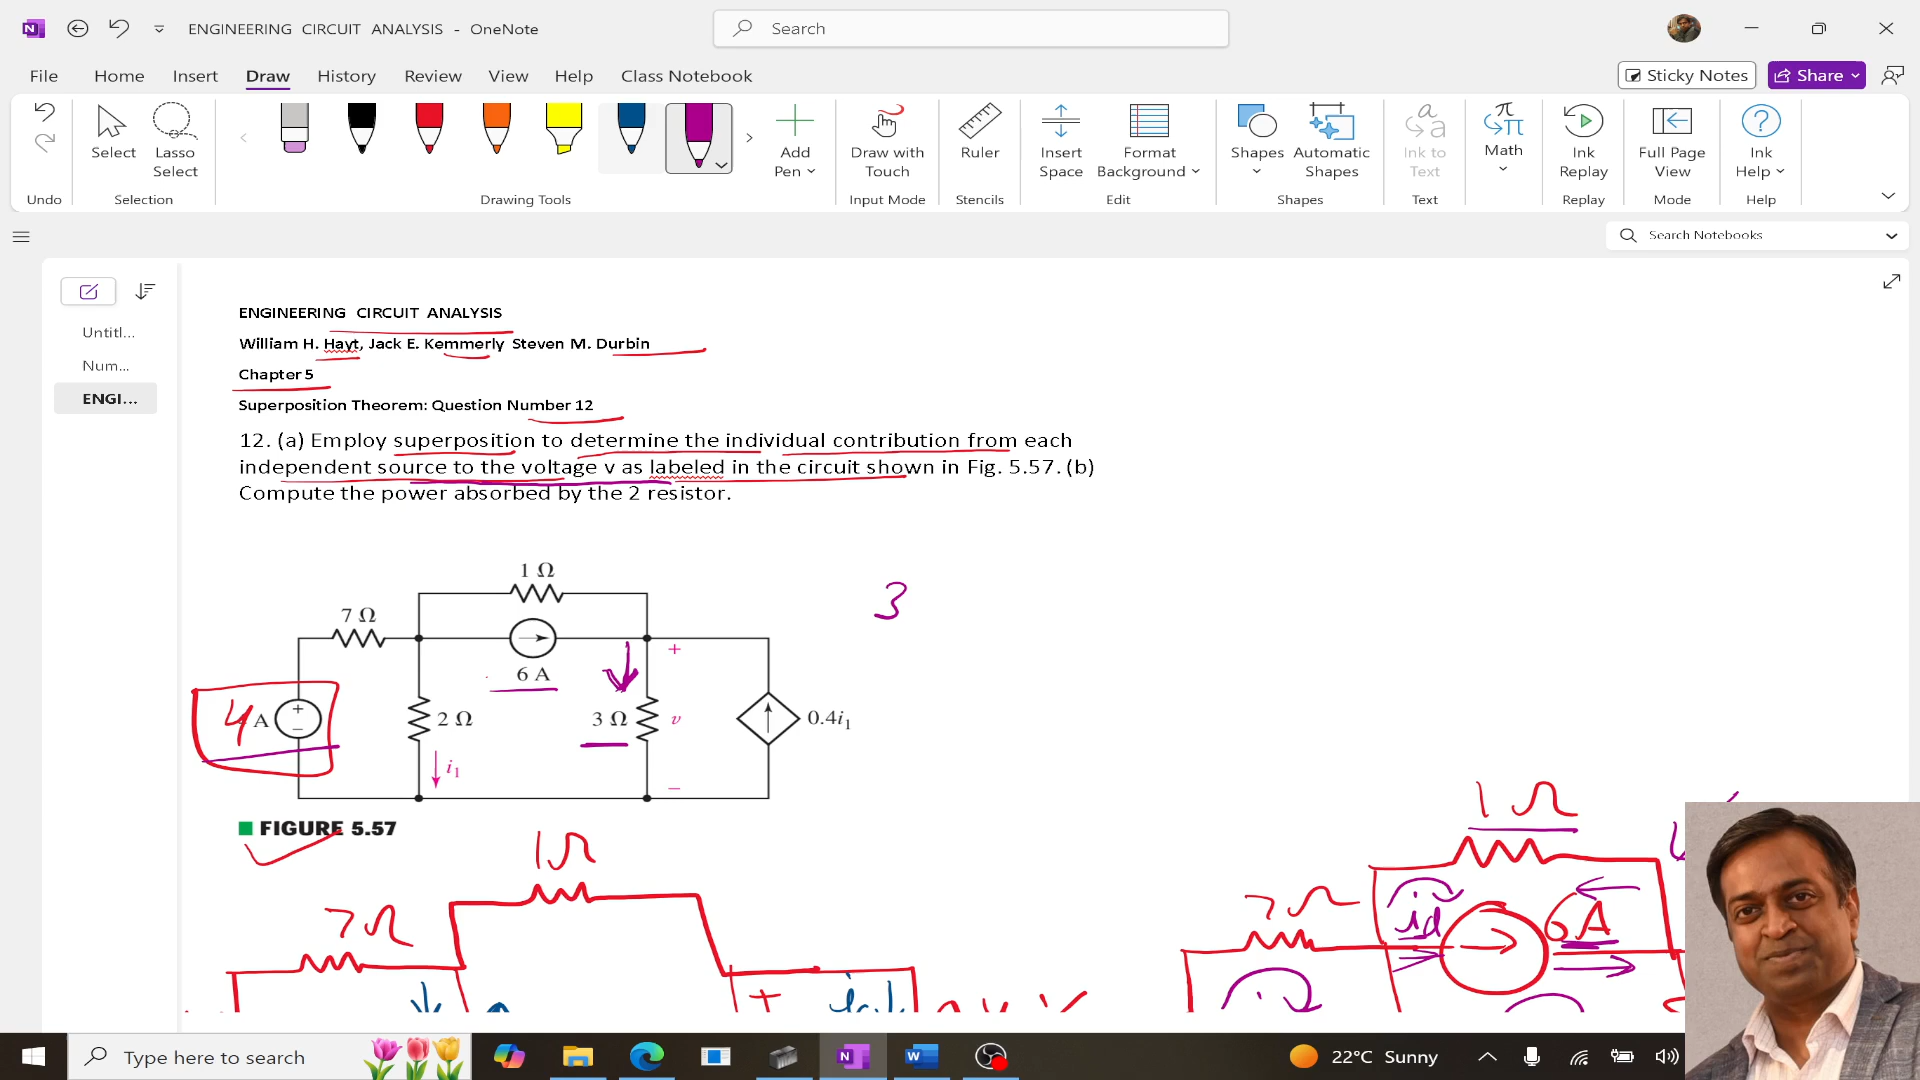 ENGINEERING CIRCUIT ANALYSIS - OneNote
Search
File Home Insert Draw History Review View Help Class Notebook
Sticky Notes Share
Undo
Select
Lasso Select
Selection
Drawing Tools
Add Pen
Draw with Touch
Input Mode
Ruler
Stencils
Insert Space
Format Background
Edit
Shapes
Automatic Shapes
Shapes
Ink to Text
Text
Math
Ink Replay
Replay
Full Page View
Mode
Ink Help
Help
Search Notebooks
Untitl...
Num...
ENGI...
ENGINEERING CIRCUIT ANALYSIS
William H. Hayt, Jack E. Kemmerly Steven M. Durbin
Chapter 5
Superposition Theorem: Question Number 12
12. (a) Employ superposition to determine the individual contribution from each
independent source to the voltage v as labeled in the circuit shown in Fig. 5.57. (b)
Compute the power absorbed by the 2 resistor.
1 Ω
7 Ω
3
6 A
+
4 A
+
−
2 Ω
3 Ω
v
0.4i1
i1
−
FIGURE 5.57
1Ω
7Ω
+
1Ω
7Ω
id
6A
Type here to search
22°C Sunny